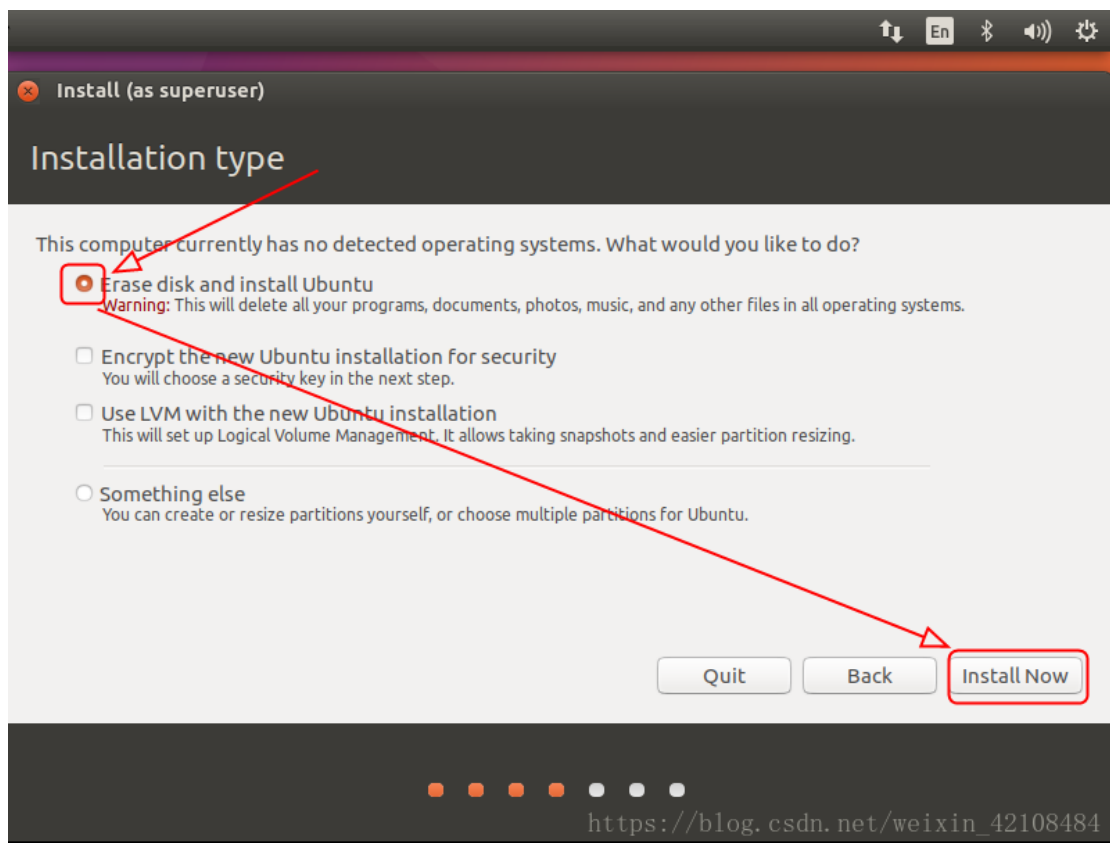 En
Install (as superuser)
Installation type
This computer currently has no detected operating systems. What would you like to do?
Erase disk and install Ubuntu
Warning: This will delete all your programs, documents, photos, music, and any other files in all operating systems.
Encrypt the new Ubuntu installation for security
You will choose a security key in the next step.
Use LVM with the new Ubuntu installation
This will set up Logical Volume Management. It allows taking snapshots and easier partition resizing.
Something else
You can create or resize partitions yourself, or choose multiple partitions for Ubuntu.
Quit Back Install Now
https://blog.csdn.net/weixin_42108484